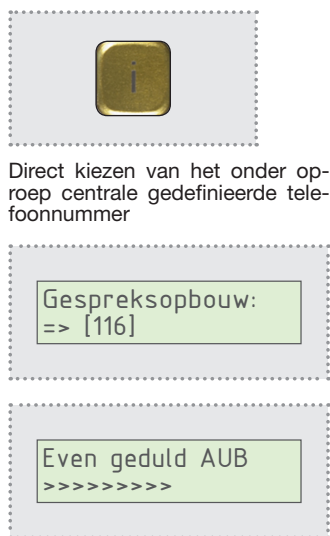 i
Direct kiezen van het onder op-
roep centrale gedefinieerde tele-
foonnummer
Gespreksopbouw:
=> [116]
Even geduld AUB
>>>>>>>>>